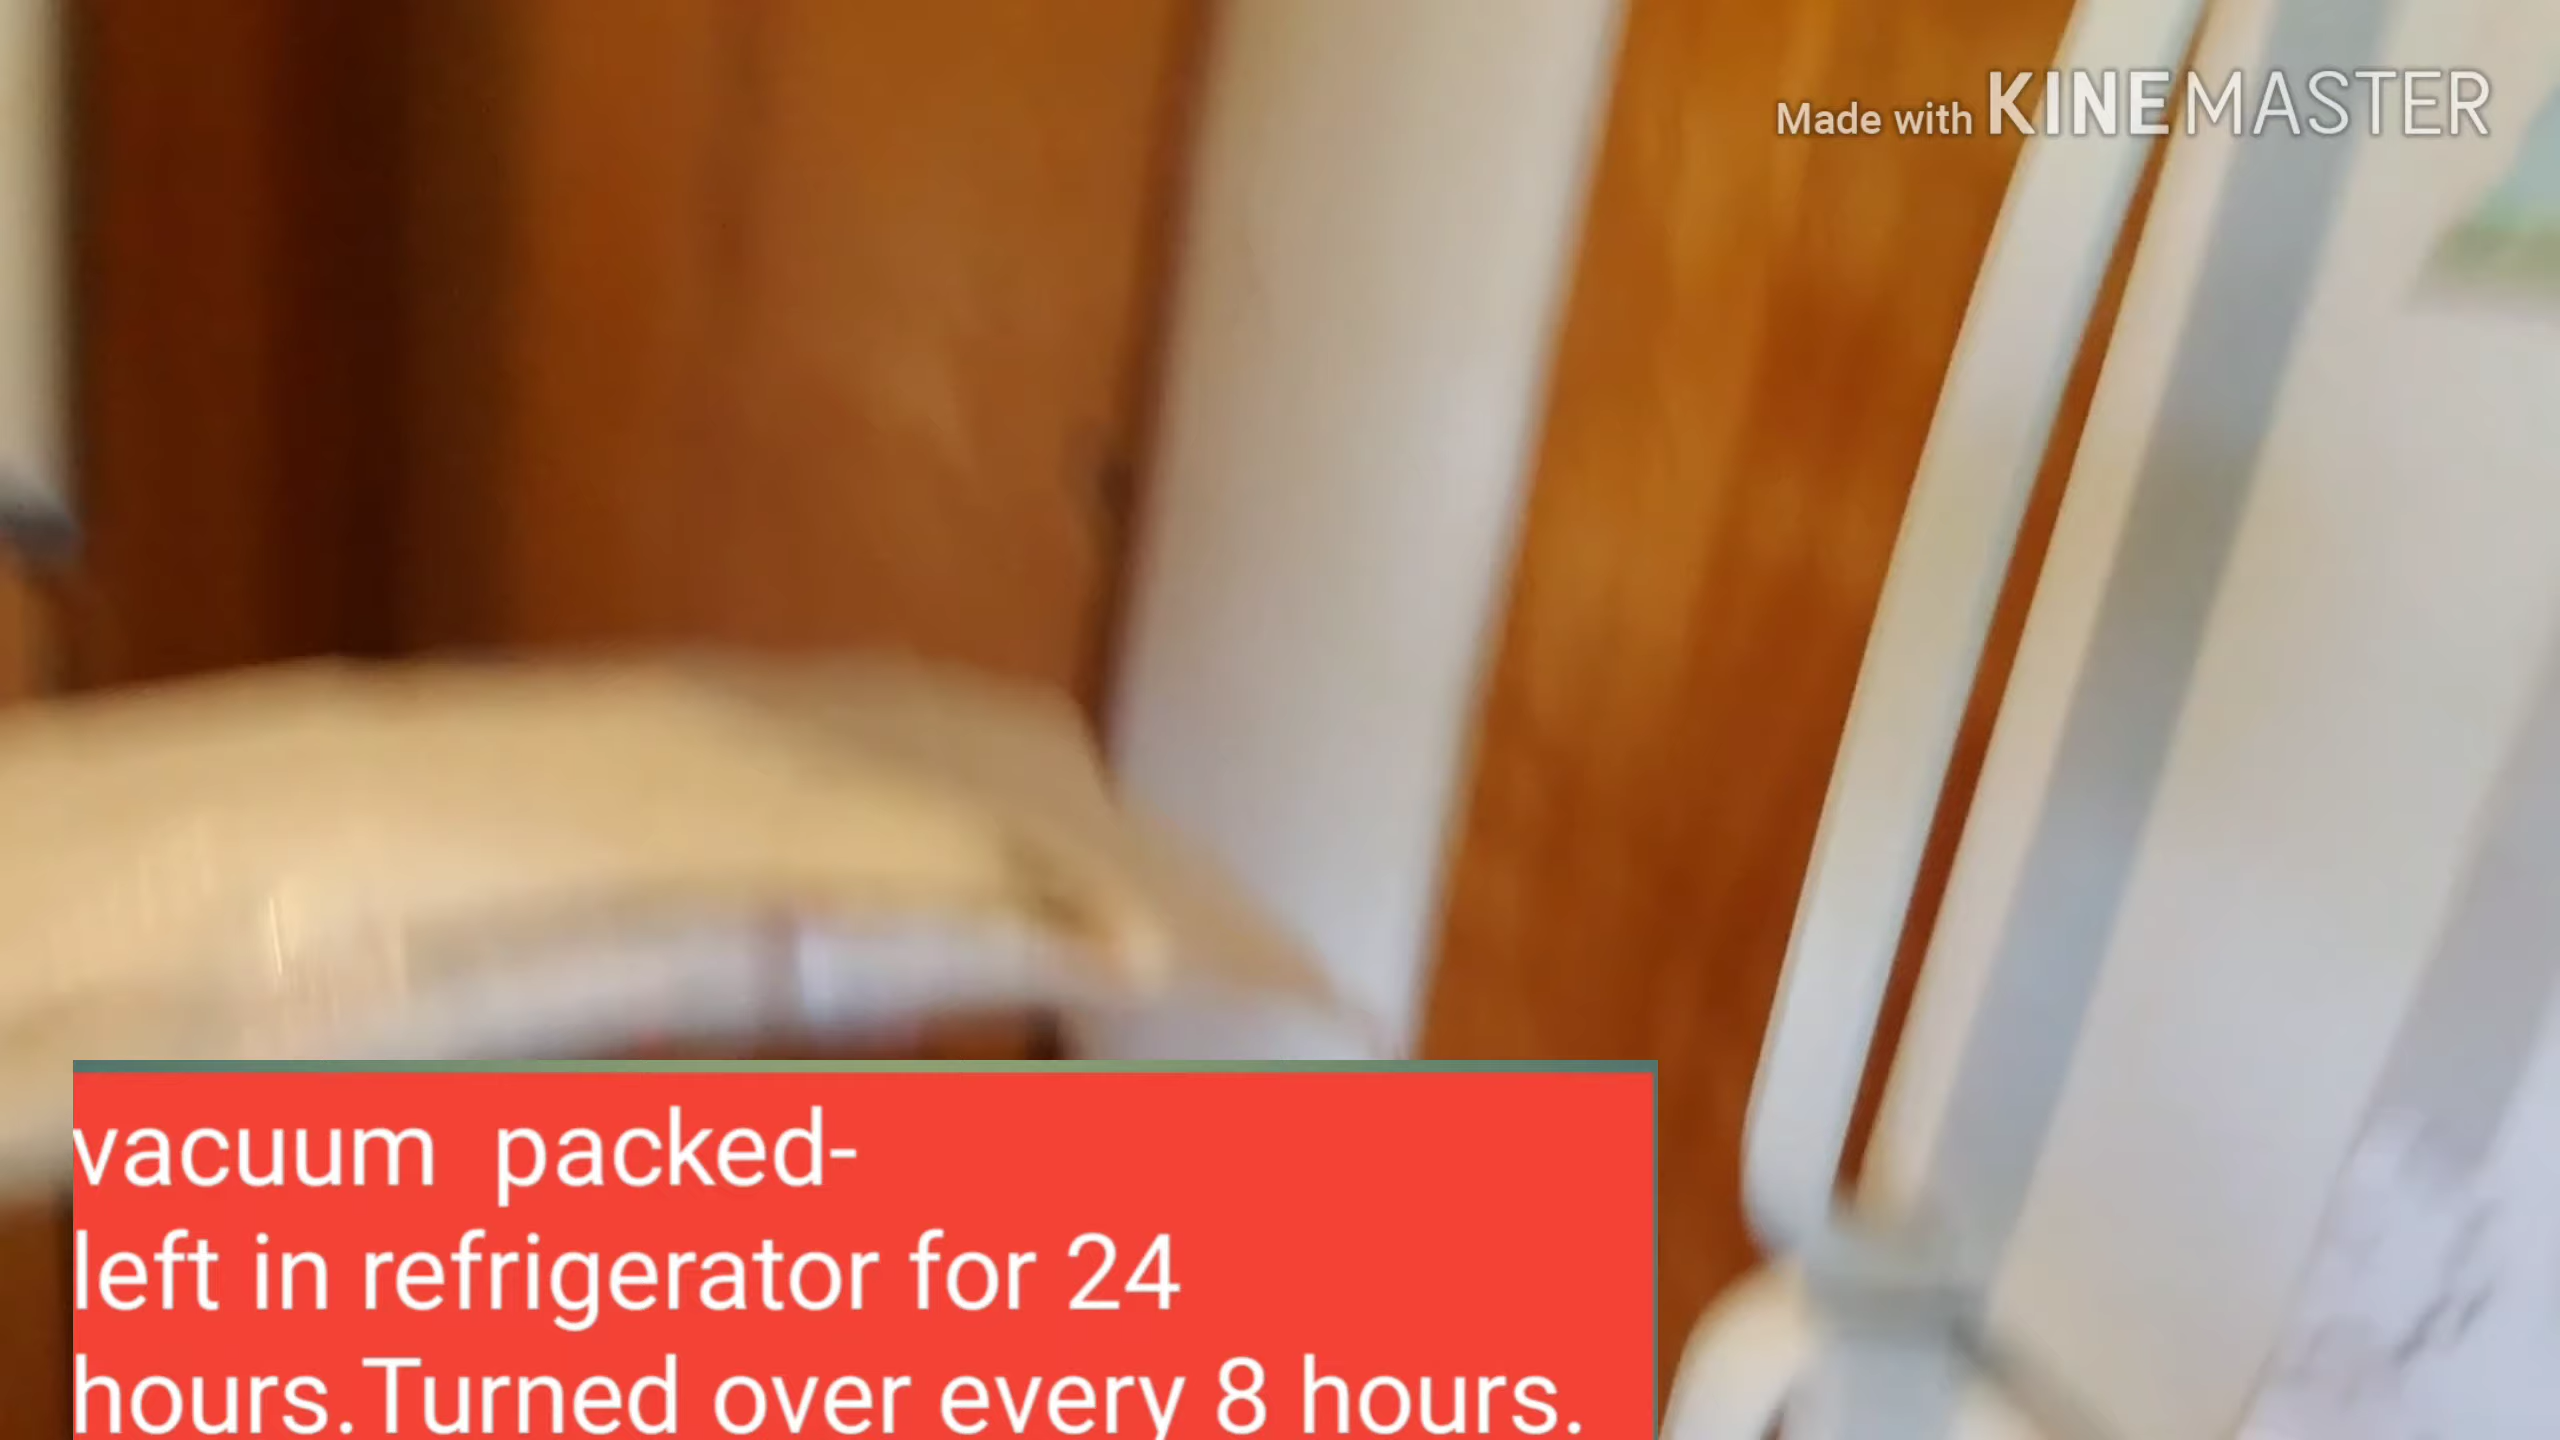 Made with KINEMASTER
vacuum  packed-
left in refrigerator for 24
hours.Turned over every 8 hours.